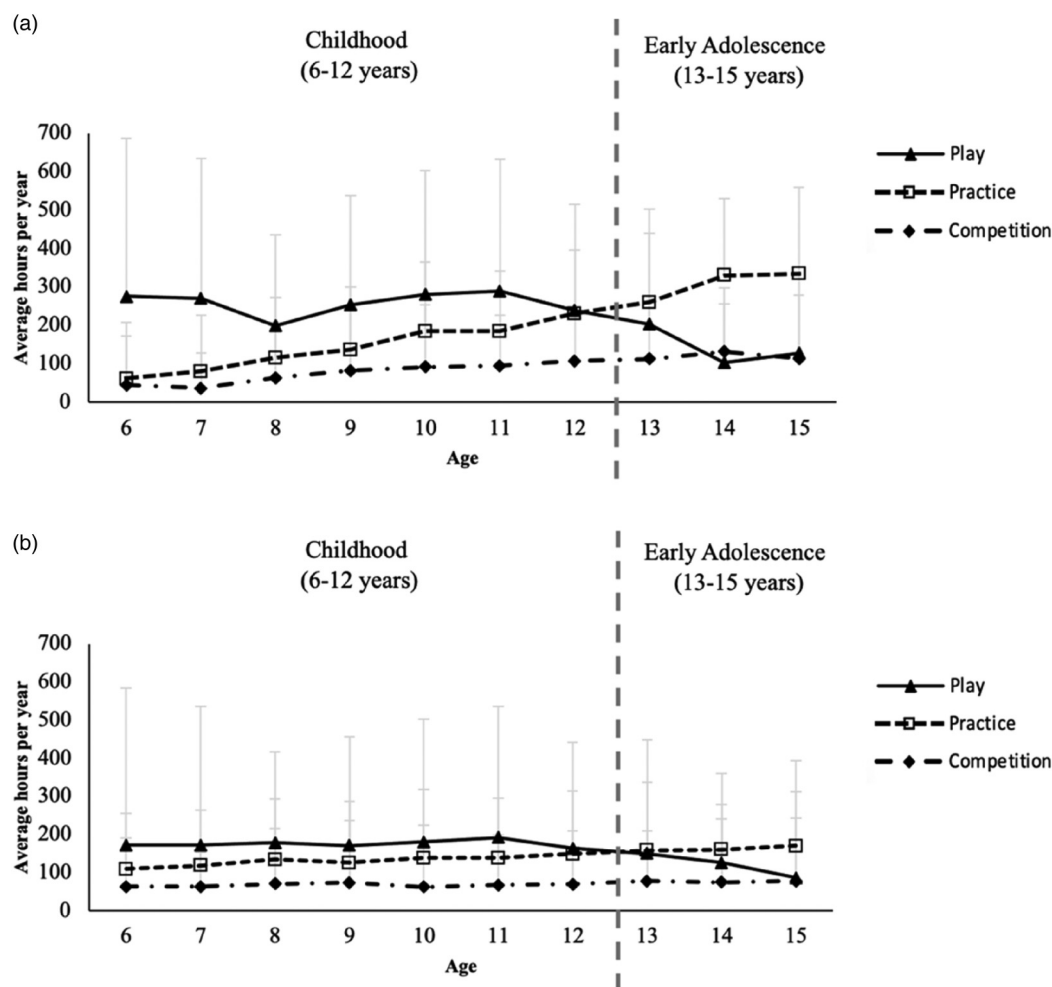 (a)
Childhood
(6-12 years)
Early Adolescence
(13-15 years)
Average hours per year
700
600
500
400
300
200
100
0
6 7 8 9 10 11 12 13 14 15
Age
Play
Practice
Competition
(b)
Childhood
(6-12 years)
Early Adolescence
(13-15 years)
Average hours per year
700
600
500
400
300
200
100
0
6 7 8 9 10 11 12 13 14 15
Age
Play
Practice
Competition